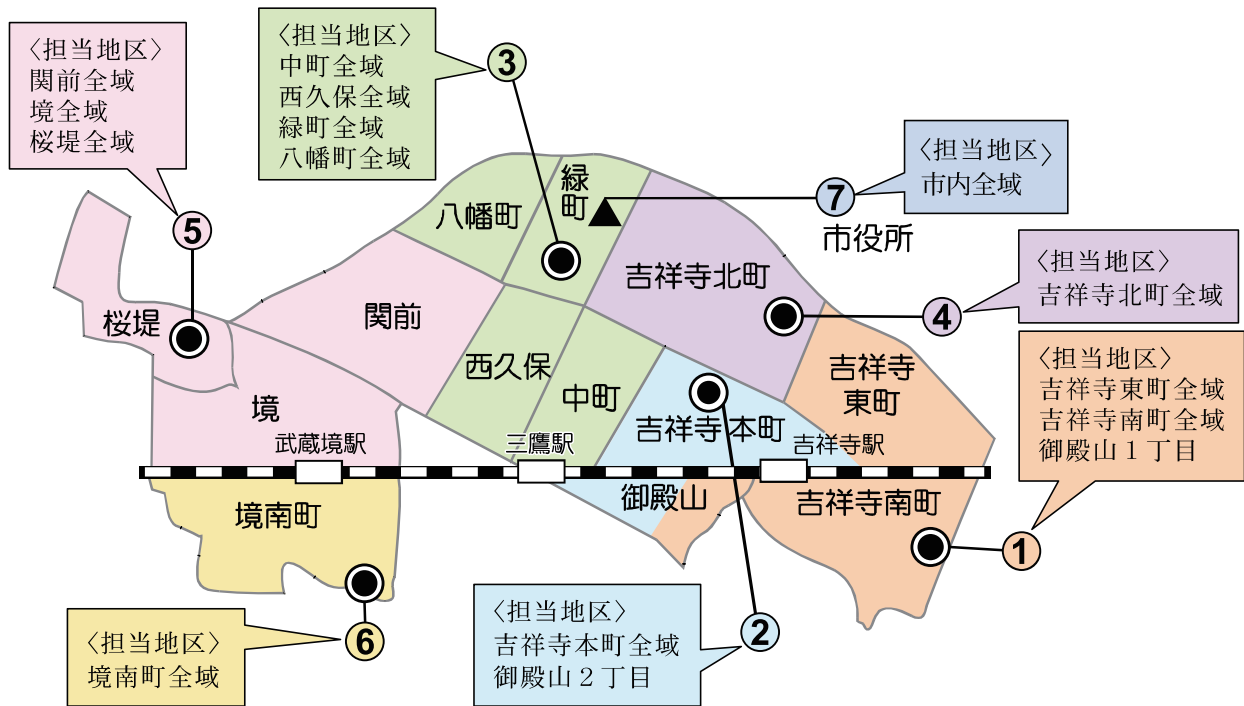 〈担当地区〉
関前全域
境全域
桜堤全域
⑤
〈担当地区〉
中町全域
西久保全域
緑町全域
八幡町全域
③
〈担当地区〉
市内全域
⑦
市役所
〈担当地区〉
吉祥寺北町全域
④
〈担当地区〉
吉祥寺東町全域
吉祥寺南町全域
御殿山１丁目
①
緑町
八幡町
吉祥寺北町
桜堤
関前
西久保
中町
吉祥寺
東町
境
吉祥寺本町
武蔵境駅
三鷹駅
吉祥寺駅
境南町
御殿山
吉祥寺南町
〈担当地区〉
境南町全域
⑥
〈担当地区〉
吉祥寺本町全域
御殿山２丁目
②